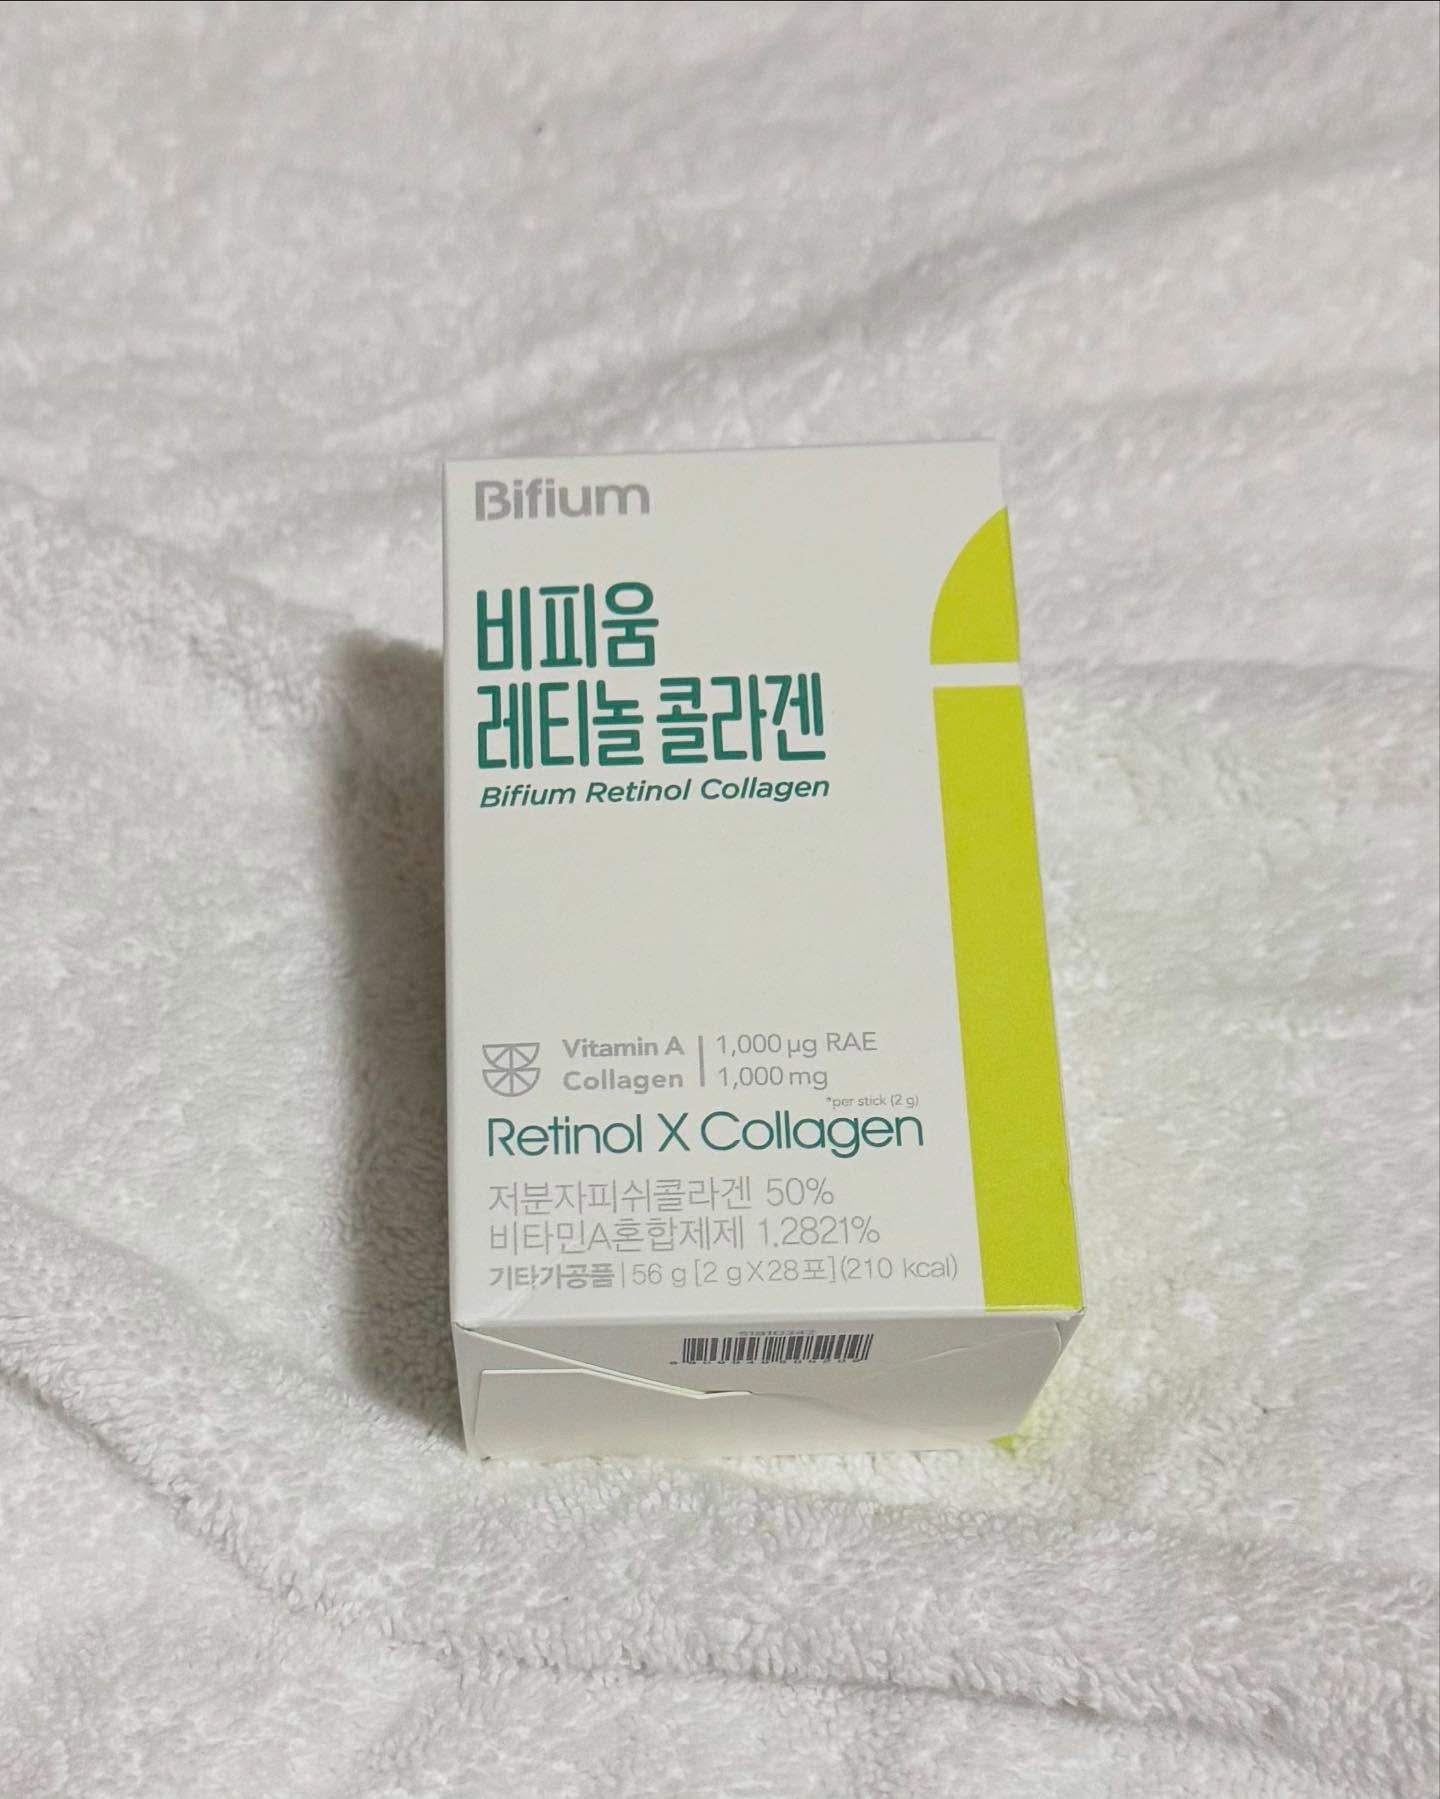 Bifium
비피움
레티놀 콜라겐
Bifium Retinol Collagen
Vitamin A | 1,000 μg RAE
Collagen | 1,000 mg
*per stick (2 g)
Retinol X Collagen
저분자피쉬콜라겐 50%
비타민A혼합제제 1.2821%
기타가공품 | 56 g [2 g X 28포] (210 kcal)